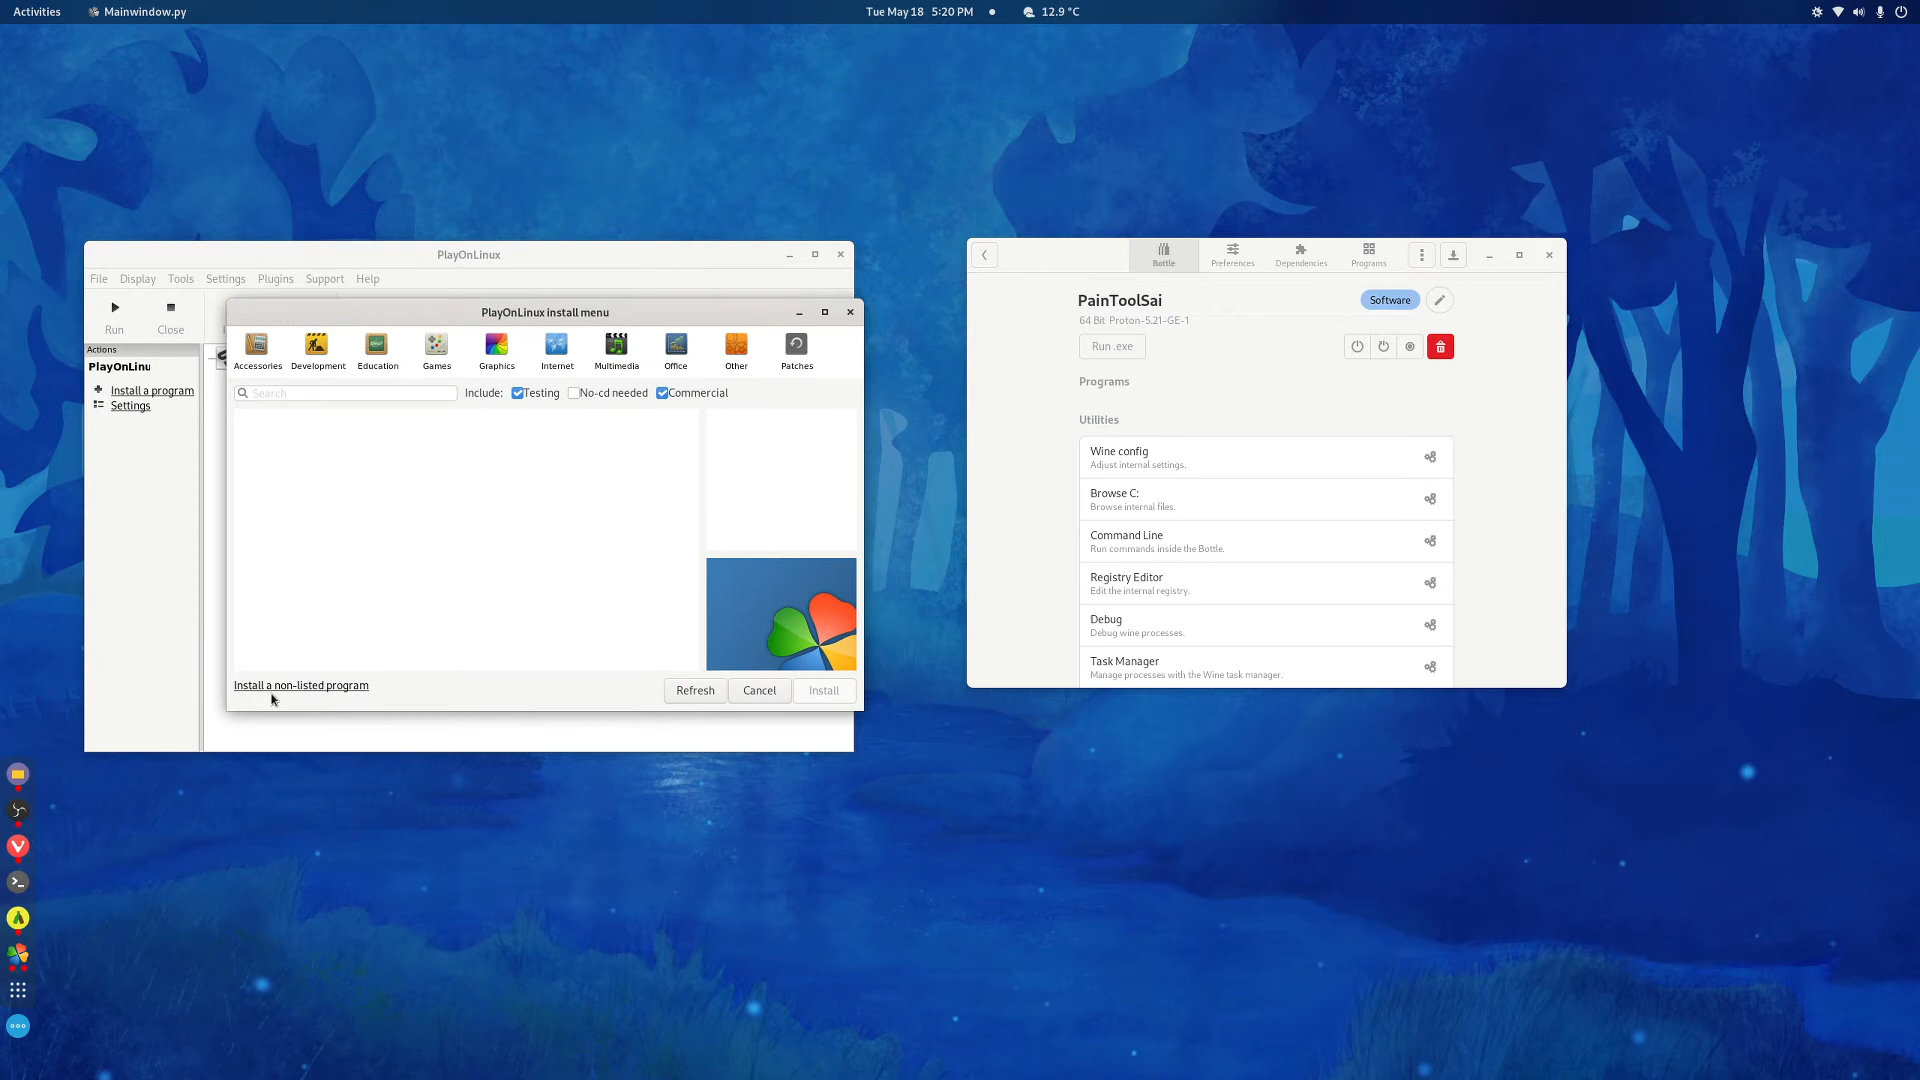 Activities Mainwindow.py Tue May 18 5:20 PM 12.9 °C
PlayOnLinux
File Display Tools Settings Plugins Support Help
Run Close
Actions
PlayOnLinu
Install a program
Settings
PlayOnLinux install menu
Accessories Development Education Games Graphics Internet Multimedia Office Other Patches
Search Include: Testing No-cd needed Commercial
Install a non-listed program
Refresh Cancel Install
Bottle Preferences Dependencies Programs
PainToolSai Software
64 Bit Proton-5.21-GE-1
Run .exe
Programs
Utilities
Wine config
Adjust internal settings.
Browse C:
Browse internal files.
Command Line
Run commands inside the Bottle.
Registry Editor
Edit the internal registry.
Debug
Debug wine processes.
Task Manager
Manage processes with the Wine task manager.